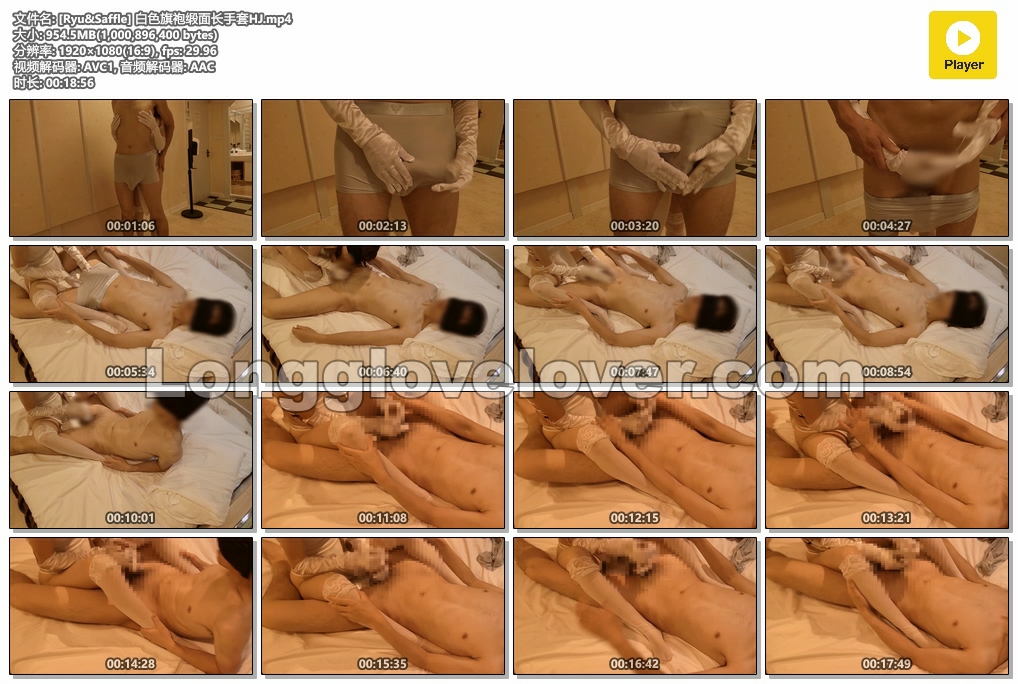 文件名: [Ryu&Saffle] 白色旗袍缎面长手套HJ.mp4
大小: 954.5MB(1,000,896,400 bytes)
分辨率: 1920×1080(16:9), fps: 29.96
视频解码器: AVC1, 音频解码器: AAC
时长: 00:18:56
Player
00:01:06
00:02:13
00:03:20
00:04:27
00:05:34
00:06:40
00:07:47
00:08:54
Longglovelover.com
00:10:01
00:11:08
00:12:15
00:13:21
00:14:28
00:15:35
00:16:42
00:17:49